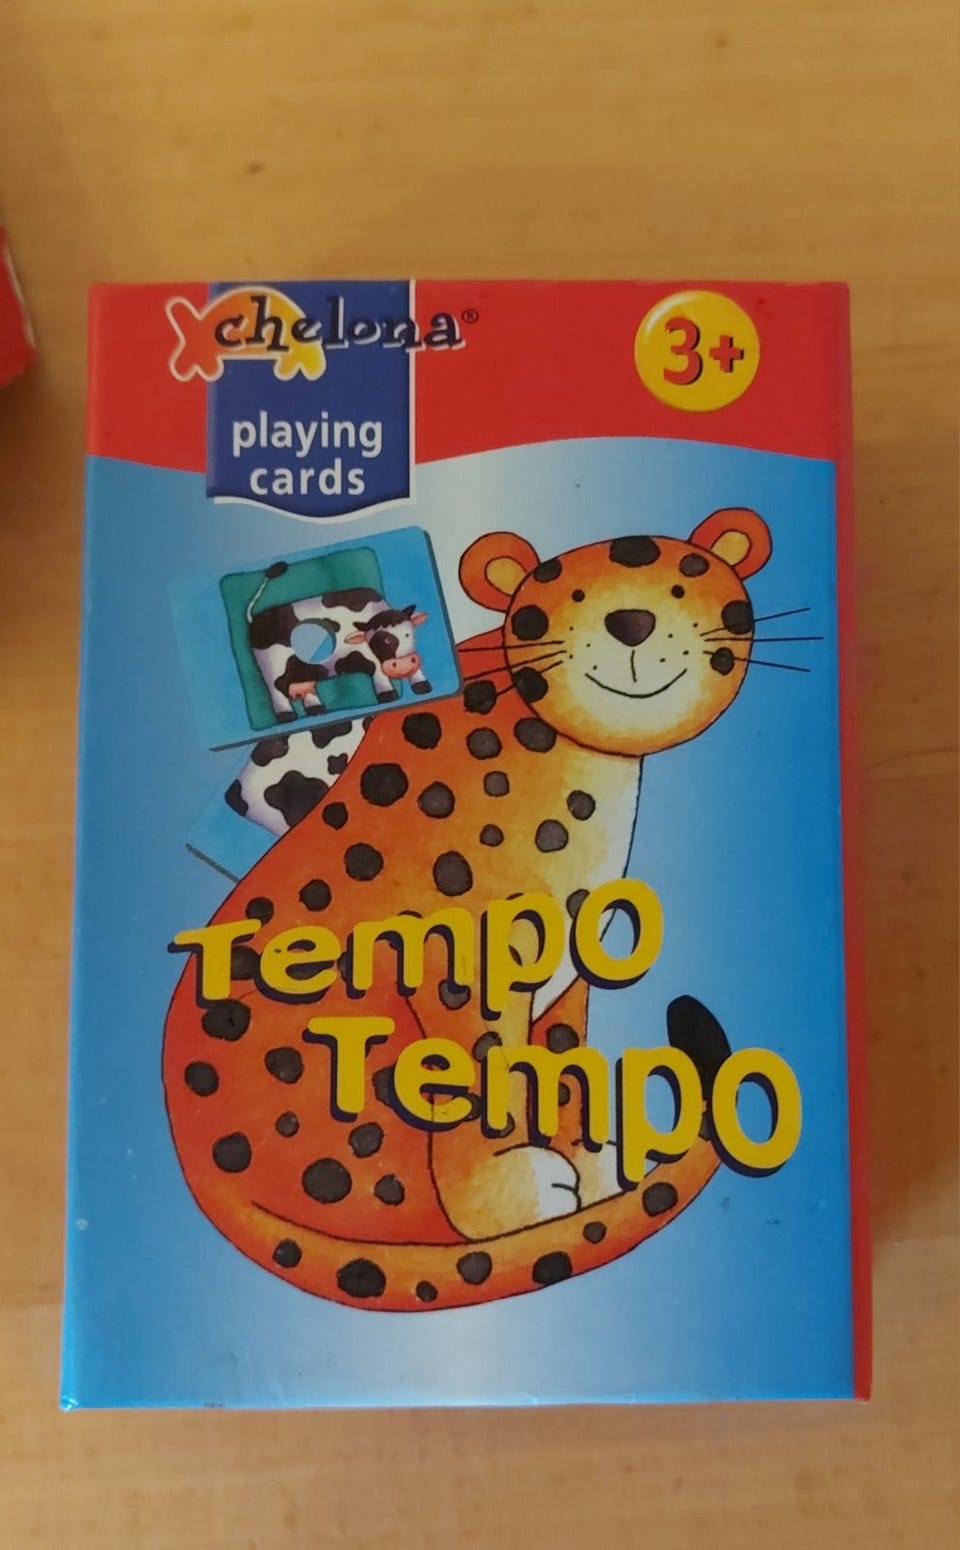 chelona®
3+
playing
cards
Tempo
Tempo